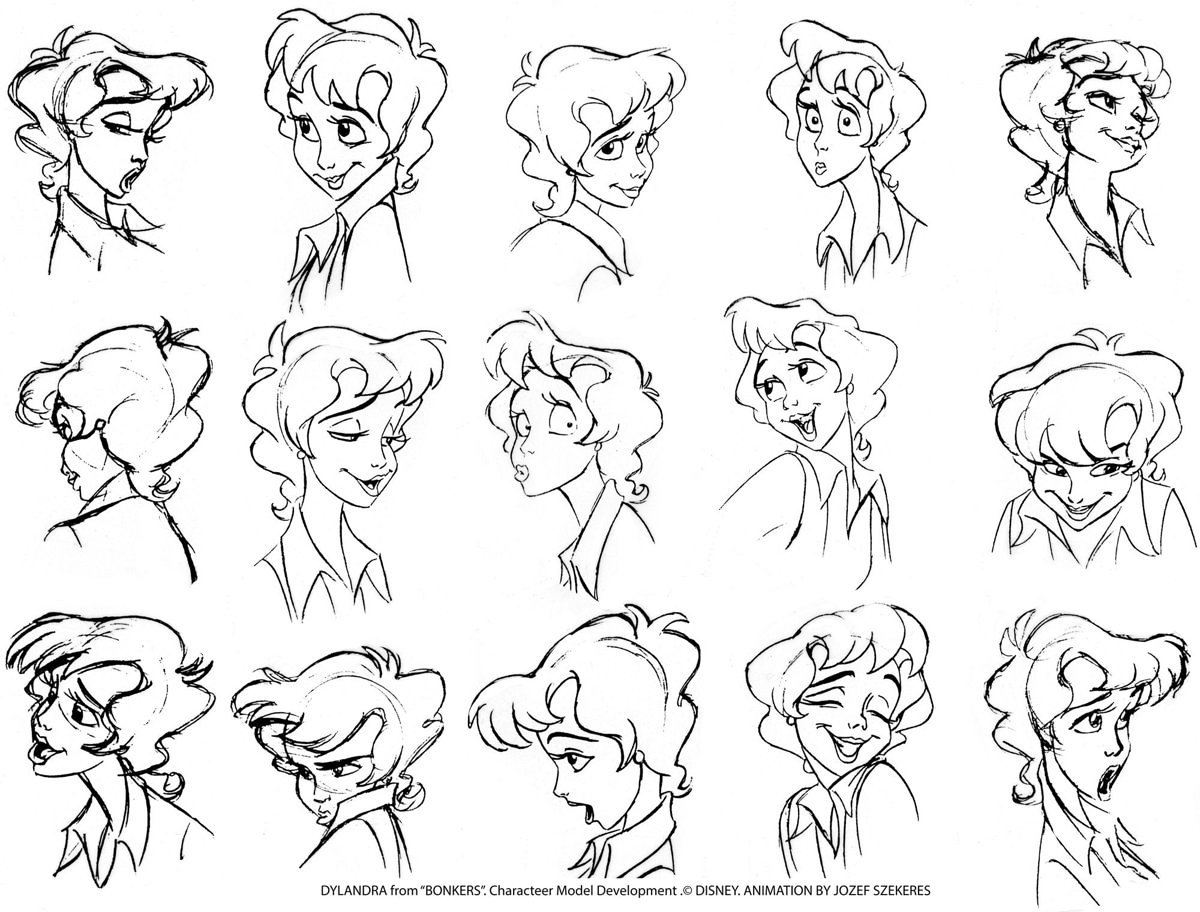 DYLANDRA from “BONKERS”. Characteer Model Development .© DISNEY. ANIMATION BY JOZEF SZEKERES